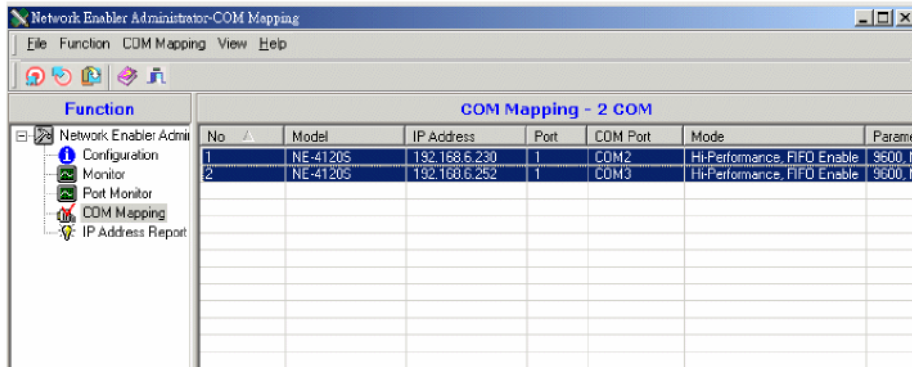 Network Enabler Administrator-COM Mapping
File Function COM Mapping View Help
Function
COM Mapping - 2 COM
Network Enabler Admi
Configuration
Monitor
Port Monitor
COM Mapping
IP Address Report
No Model IP Address Port COM Port Mode Parame
1 NE-4120S 192.168.6.230 1 COM2 Hi-Performance, FIFO Enable 9600, N
2 NE-4120S 192.168.6.252 1 COM3 Hi-Performance, FIFO Enable 9600, N